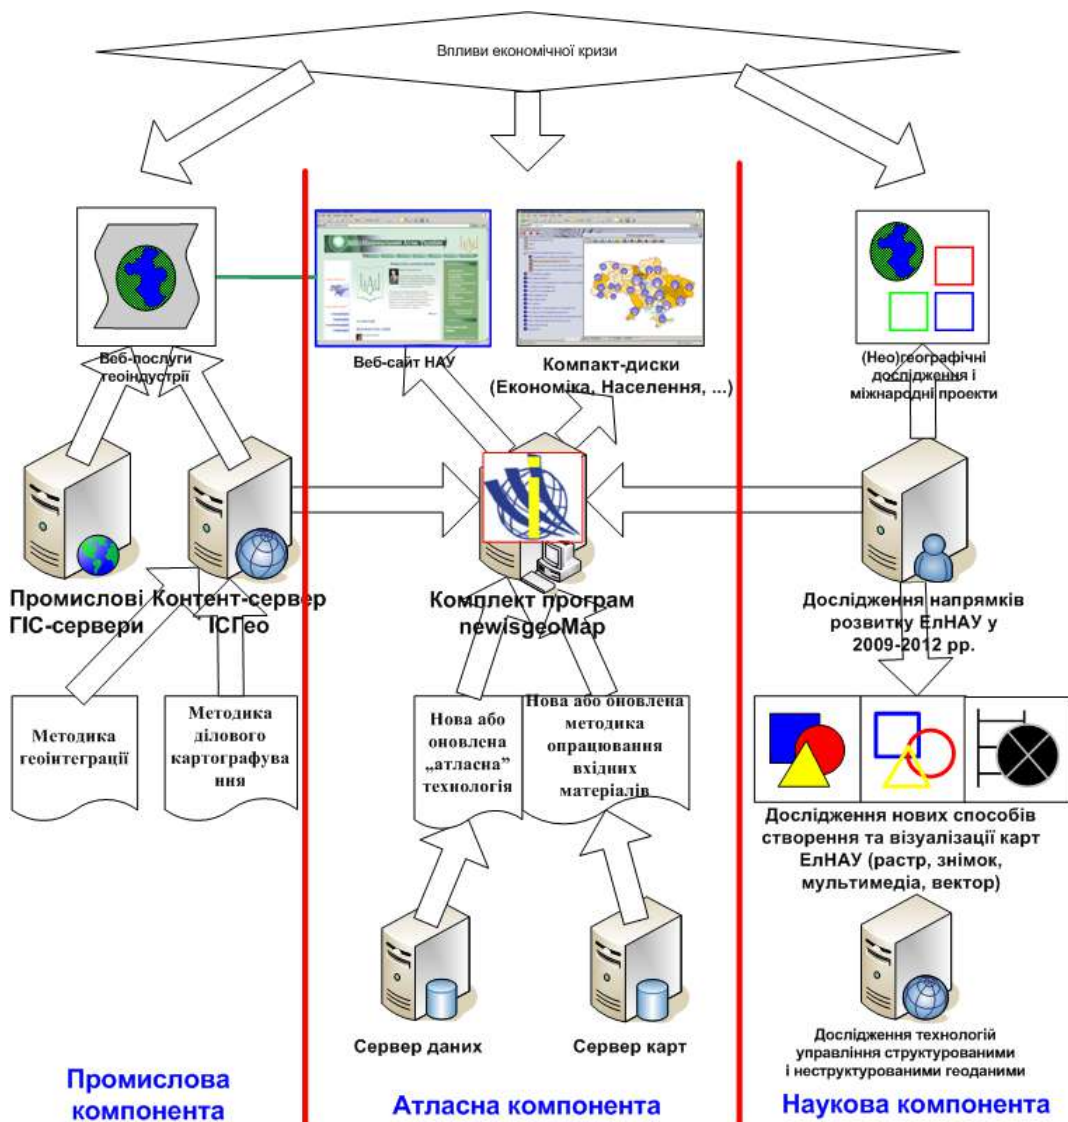 Впливи економічної кризи
Веб-послуги
геоіндустрії
Веб-сайт НАУ
Компакт-диски
(Економіка, Населення, ...)
(Нео)географічні
дослідження і
міжнародні проекти
Промислові
ГІС-сервери
Контент-сервер
ІСГео
Комплект програм
newisgeoMap
Дослідження напрямків
розвитку ЕлНАУ у
2009-2012 рр.
Методика
геоінтеграції
Методика
ділового
картографува
ння
Нова або
оновлена
„атласна”
технологія
Нова або оновлена
методика
опрацювання
вхідних
матеріалів
Дослідження нових способів
створення та візуалізації карт
ЕлНАУ (растр, знімок,
мультимедіа, вектор)
Сервер даних
Сервер карт
Дослідження технологій
управління структурованими
і неструктурованими геоданими
Промислова
компонента
Атласна компонента
Наукова компонента